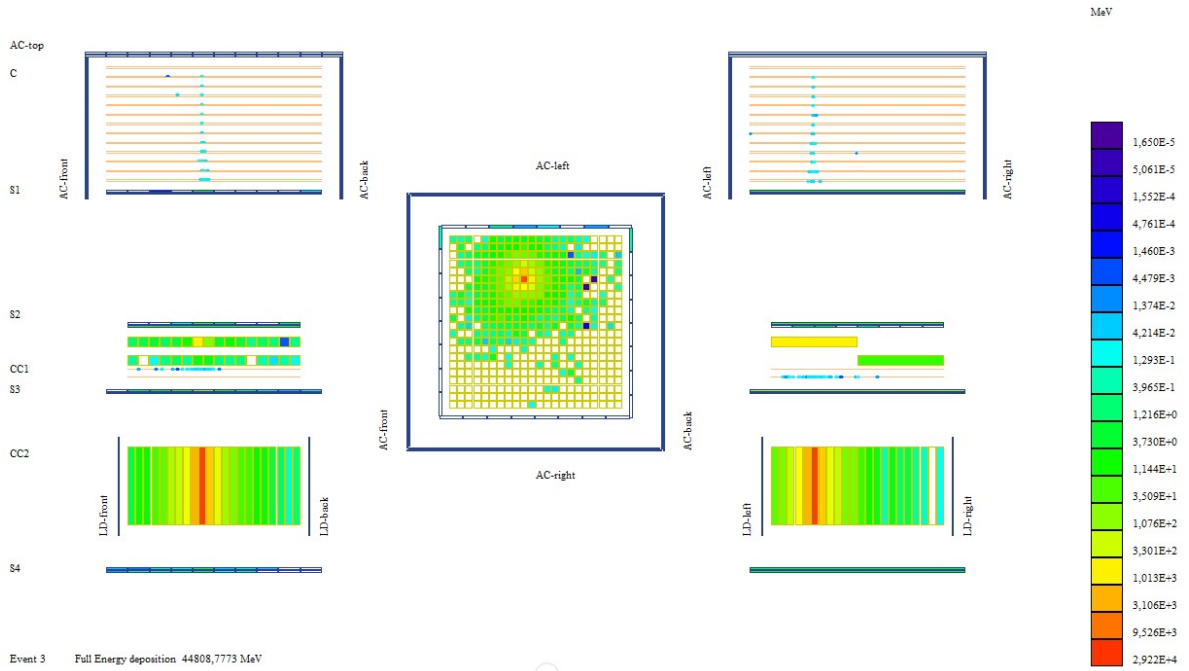 MeV
AC-top
C
AC-front
AC-back
AC-left
AC-right
S1
AC-left
1,650E-5
5,061E-5
1,552E-4
4,761E-4
1,460E-3
4,479E-3
1,374E-2
4,214E-2
1,293E-1
3,965E-1
1,216E+0
3,730E+0
1,144E+1
3,509E+1
1,076E+2
3,301E+2
1,013E+3
3,106E+3
9,526E+3
2,922E+4
S2
CC1
S3
AC-front
AC-back
AC-right
CC2
LD-front
LD-back
LD-left
LD-right
S4
Event 3 Full Energy deposition 44808,7773 MeV